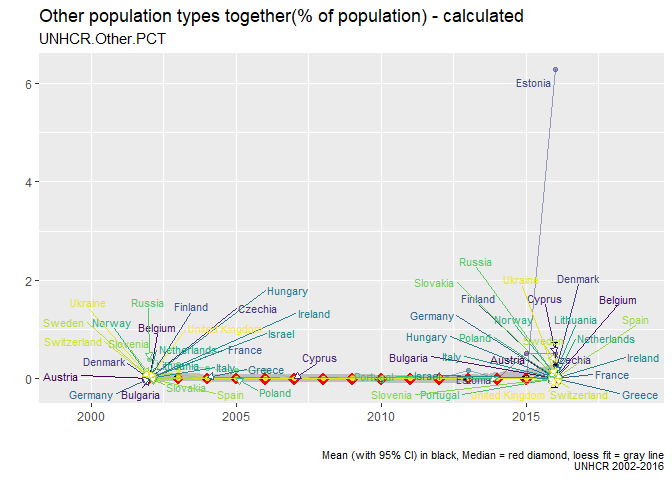 Other population types together(% of population) - calculated
UNHCR.Other.PCT
6
4
2
0
Estonia
Russia
Slovakia
Ukraine
Denmark
Finland
Cyprus
Belgium
Germany
Norway
Lithuania
Spain
Hungary
Poland
Sweden
Netherlands
Bulgaria
Italy
Austria
Czechia
Ireland
Portugal
Israel
Estonia
France
Slovenia
Portugal
United Kingdom
Switzerland
Greece
Hungary
Ukraine
Russia
Finland
Czechia
Ireland
Sweden
Norway
Belgium
United Kingdom
Israel
Switzerland
Slovenia
Netherlands
France
Denmark
Italy
Greece
Cyprus
Austria
Slovakia
Germany
Bulgaria
Spain
Poland
2000
2005
2010
2015
Mean (with 95% CI) in black, Median = red diamond, loess fit = gray line
UNHCR 2002-2016